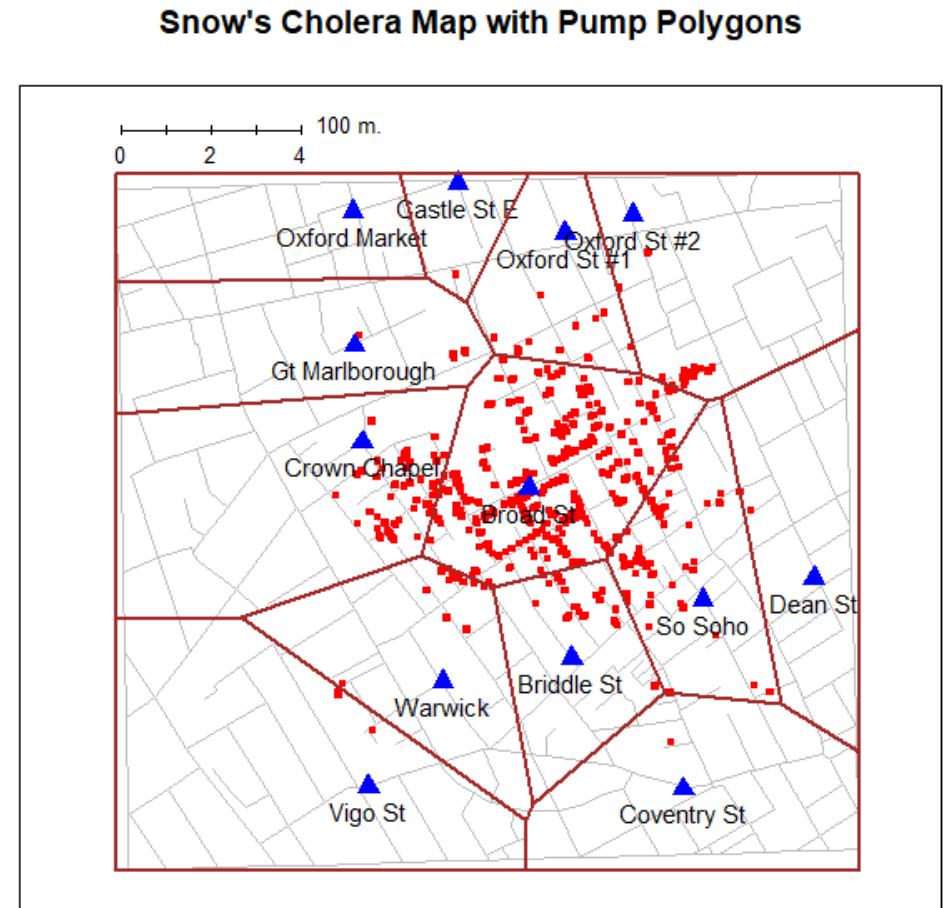 Snow's Cholera Map with Pump Polygons
100 m.
0 2 4
Castle St E
Oxford Market
Oxford St #2
Oxford St #1
Gt Marlborough
Crown Chapel
Broad St
Dean St
So Soho
Briddle St
Warwick
Vigo St
Coventry St